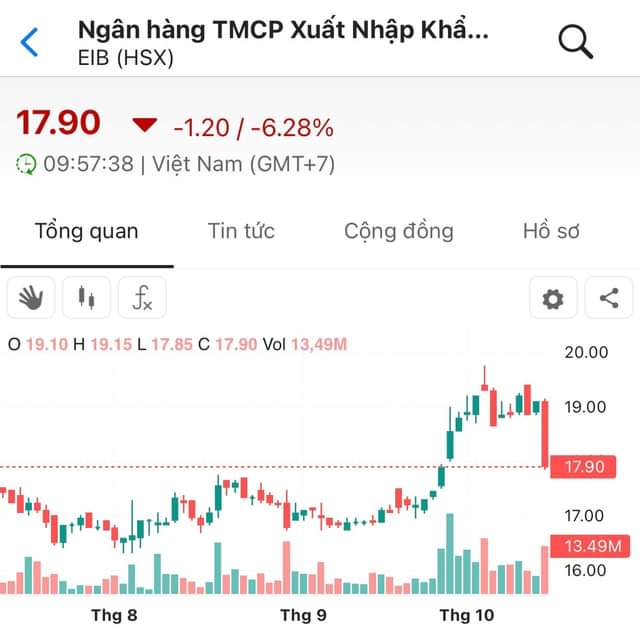 Ngân hàng TMCP Xuất Nhập Khẩ...
EIB (HSX)
17.90 -1.20 / -6.28%
09:57:38 | Việt Nam (GMT+7)
Tổng quan Tin tức Cộng đồng Hồ sơ
fx
O 19.10 H 19.15 L 17.85 C 17.90 Vol 13,49M
20.00
19.00
17.90
17.00
13.49M
16.00
Thg 8 Thg 9 Thg 10